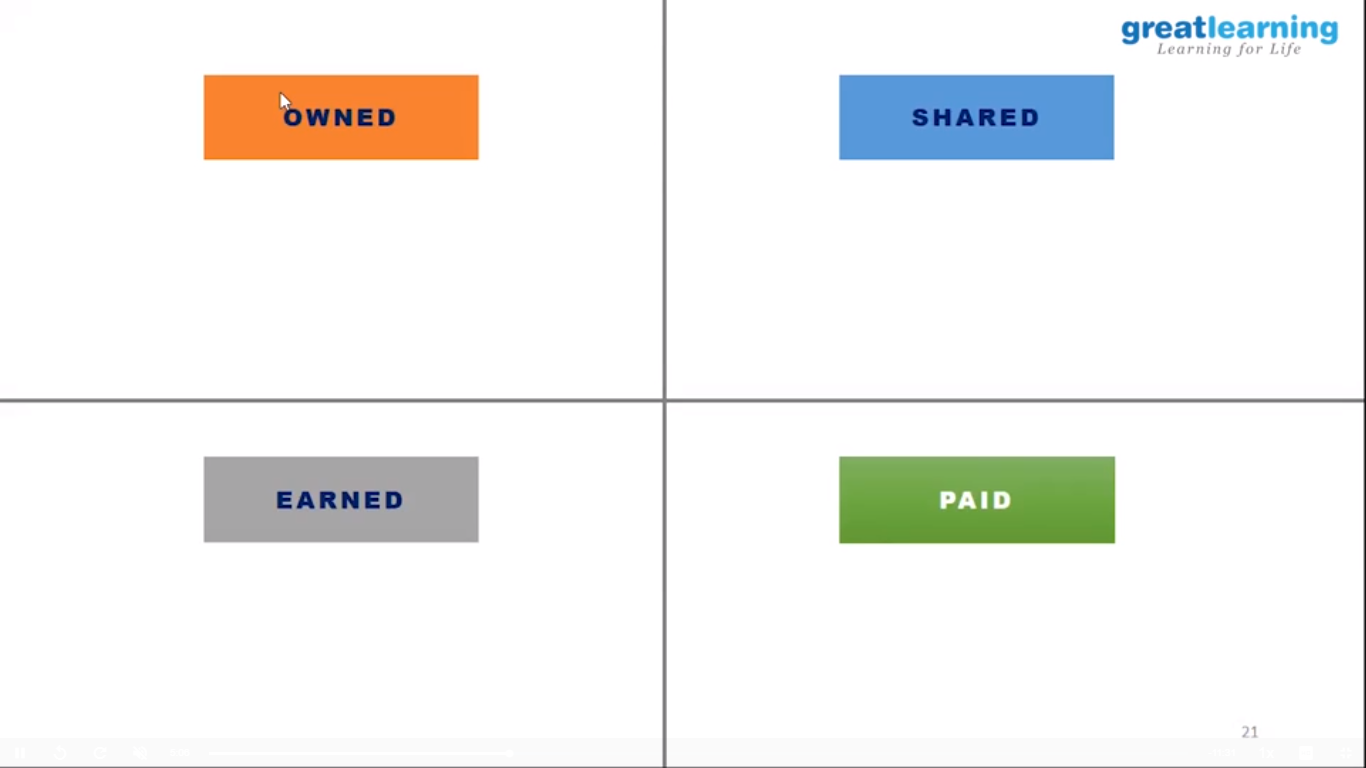 greatlearning
Learning for Life
OWNED
SHARED
EARNED
PAID
21